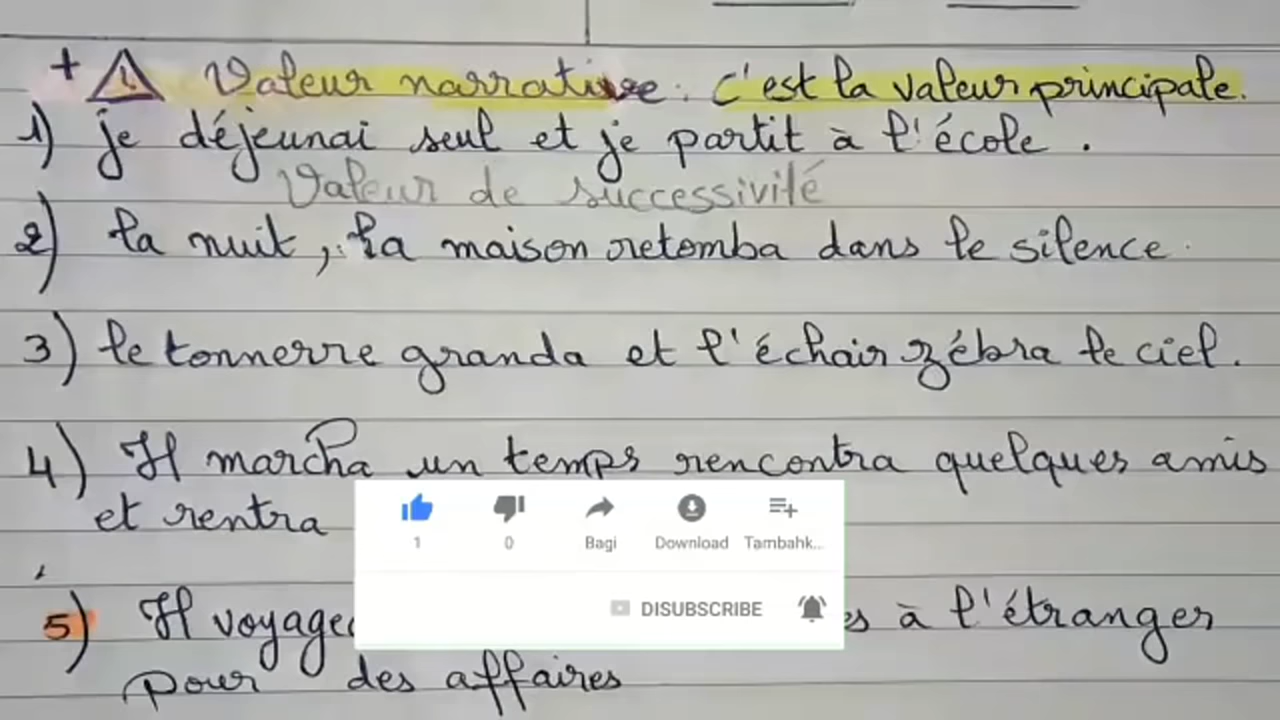 + ⚠ Valeur narrative. c'est la valeur principale.
1) je déjeunai seul et je partit à l'école.
Valeur de successivité
2) la nuit, la maison retomba dans le silence.
3) le tonnerre granda et l'échair zébra le ciel.
4) Il marcha un temps rencontra quelques amis
et rentra
1 0 Bagi Download Tambahk...
DISUBSCRIBE
5) Il à l'étranger
pour des affaires